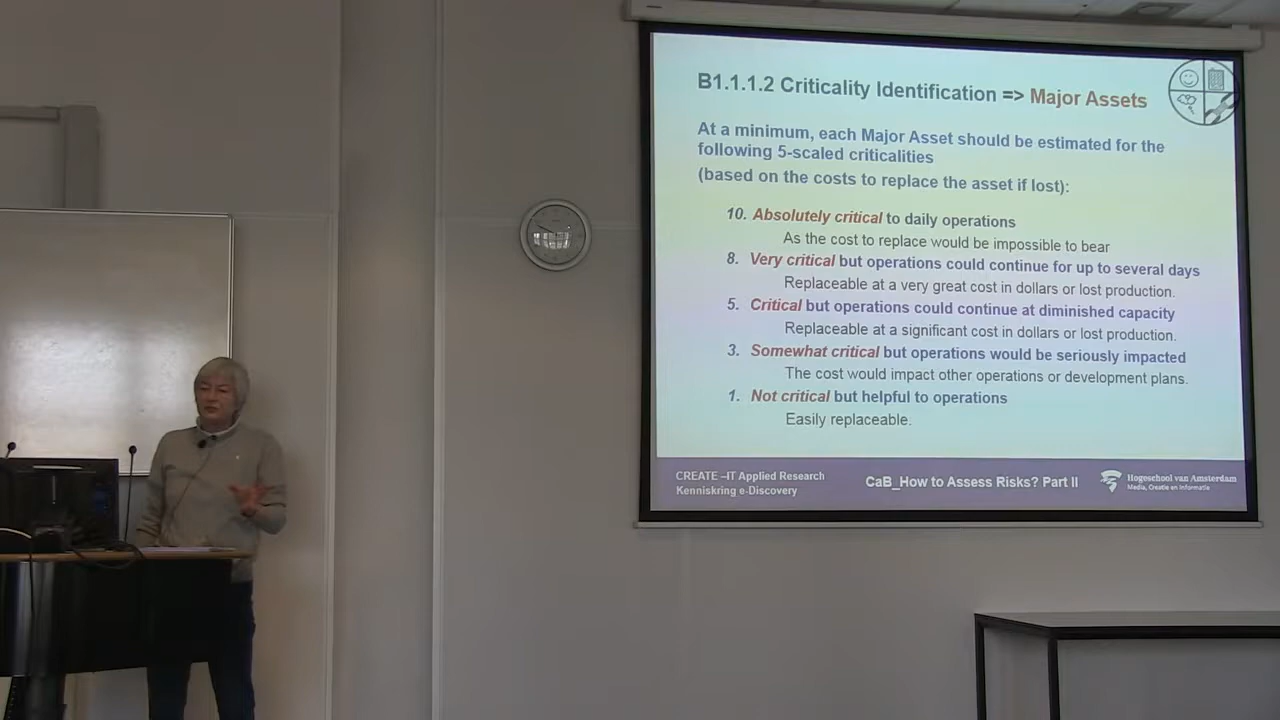 B1.1.1.2 Criticality Identification => Major Assets
At a minimum, each Major Asset should be estimated for the
following 5-scaled criticalities
(based on the costs to replace the asset if lost):
10. Absolutely critical to daily operations
As the cost to replace would be impossible to bear
8. Very critical but operations could continue for up to several days
Replaceable at a very great cost in dollars or lost production.
5. Critical but operations could continue at diminished capacity
Replaceable at a significant cost in dollars or lost production.
3. Somewhat critical but operations would be seriously impacted
The cost would impact other operations or development plans.
1. Not critical but helpful to operations
Easily replaceable.
CREATE –IT Applied Research
Kenniskring e-Discovery
CaB_How to Assess Risks? Part II
Hogeschool van Amsterdam
Media, Creatie en Informatie